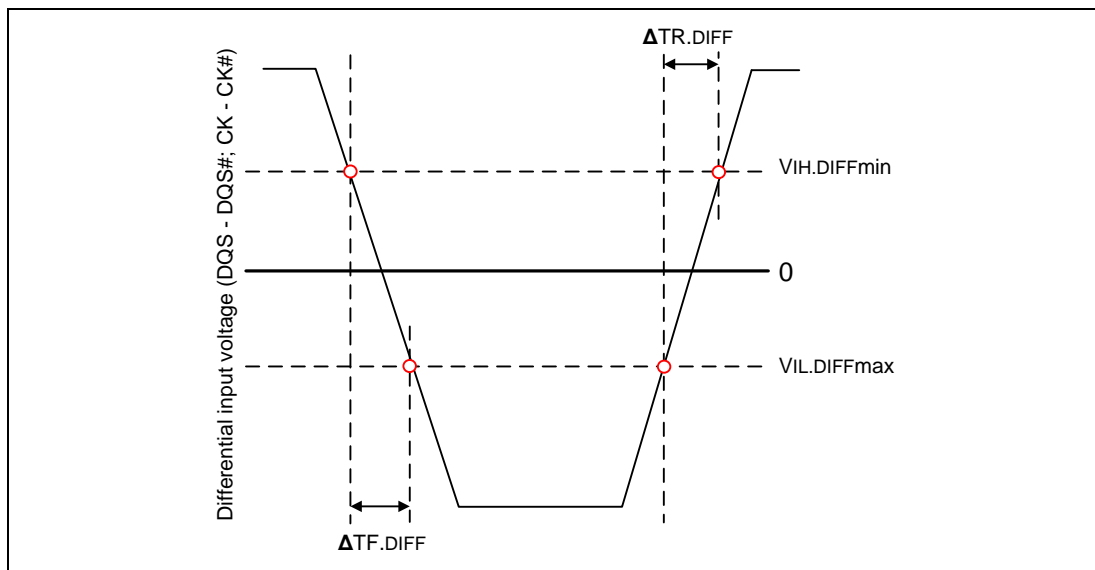 ΔTR.DIFF
Differential input voltage (DQS - DQS#; CK - CK#)
VIH.DIFFmin
0
VIL.DIFFmax
ΔTF.DIFF